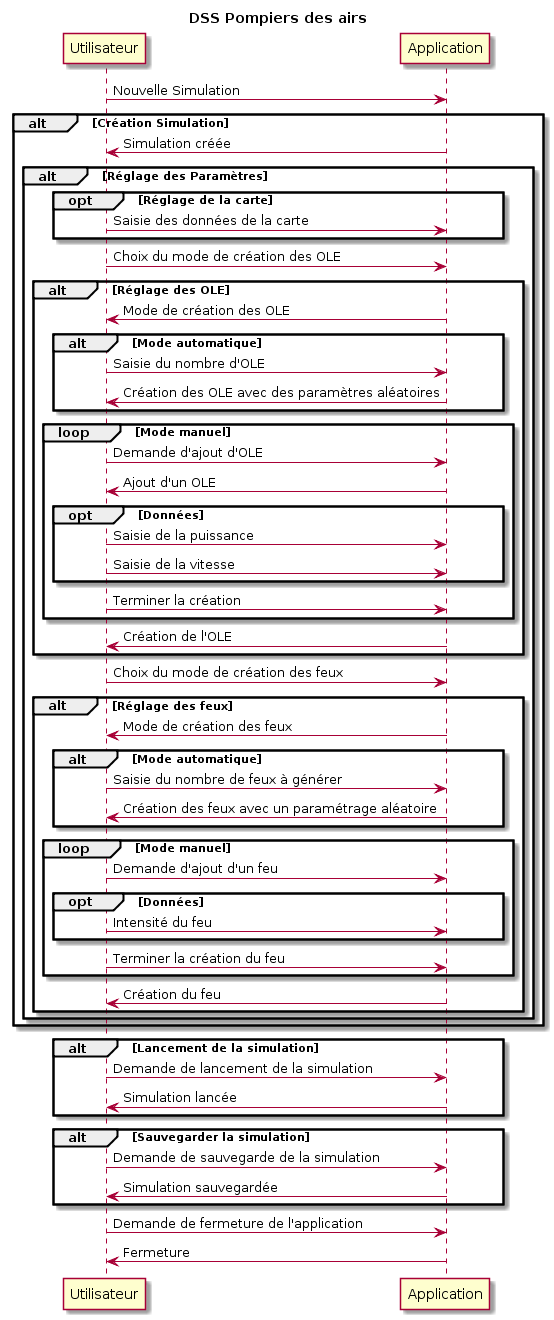 DSS Pompiers des airs
Utilisateur
Application
Nouvelle Simulation
alt
[Création Simulation]
Simulation créée
alt
[Réglage des Paramètres]
opt
[Réglage de la carte]
Saisie des données de la carte
Choix du mode de création des OLE
alt
[Réglage des OLE]
Mode de création des OLE
alt
[Mode automatique]
Saisie du nombre d'OLE
Création des OLE avec des paramètres aléatoires
loop
[Mode manuel]
Demande d'ajout d'OLE
Ajout d'un OLE
opt
[Données]
Saisie de la puissance
Saisie de la vitesse
Terminer la création
Création de l'OLE
Choix du mode de création des feux
alt
[Réglage des feux]
Mode de création des feux
alt
[Mode automatique]
Saisie du nombre de feux à générer
Création des feux avec un paramétrage aléatoire
loop
[Mode manuel]
Demande d'ajout d'un feu
opt
[Données]
Intensité du feu
Terminer la création du feu
Création du feu
alt
[Lancement de la simulation]
Demande de lancement de la simulation
Simulation lancée
alt
[Sauvegarder la simulation]
Demande de sauvegarde de la simulation
Simulation sauvegardée
Demande de fermeture de l'application
Fermeture
Utilisateur
Application